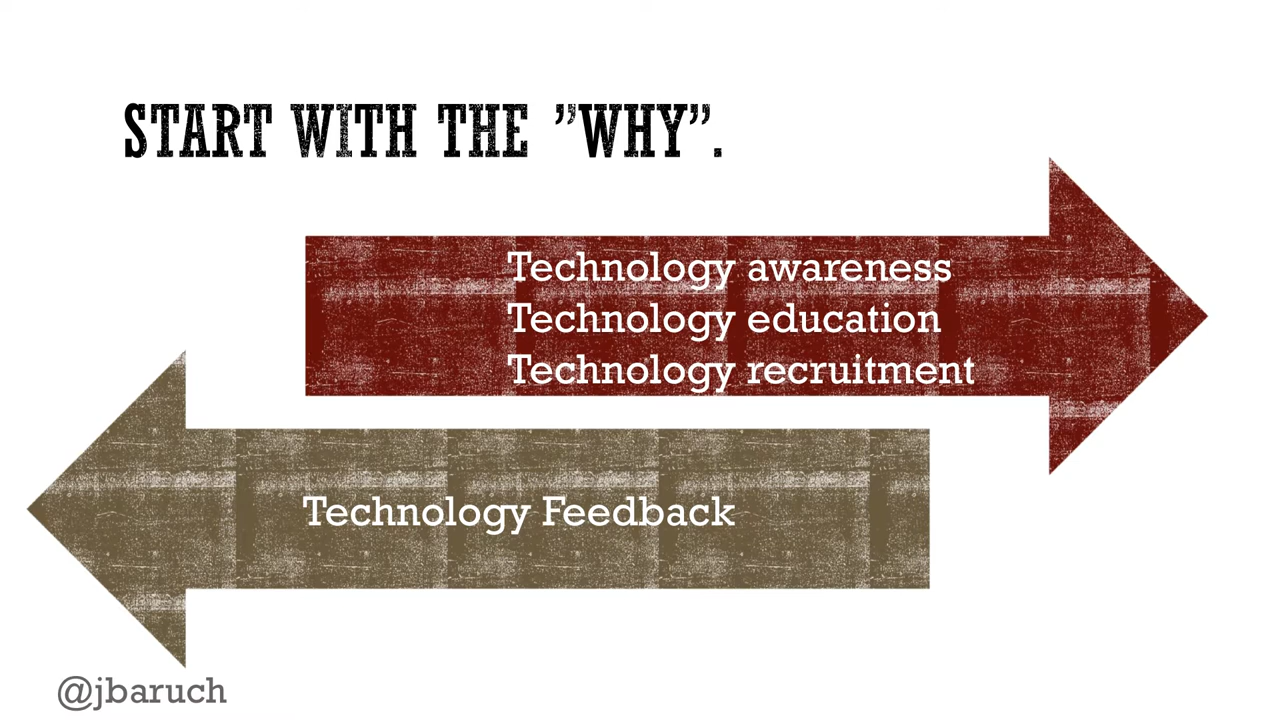 START WITH THE ”WHY”.
Technology awareness
Technology education
Technology recruitment
Technology Feedback
@jbaruch